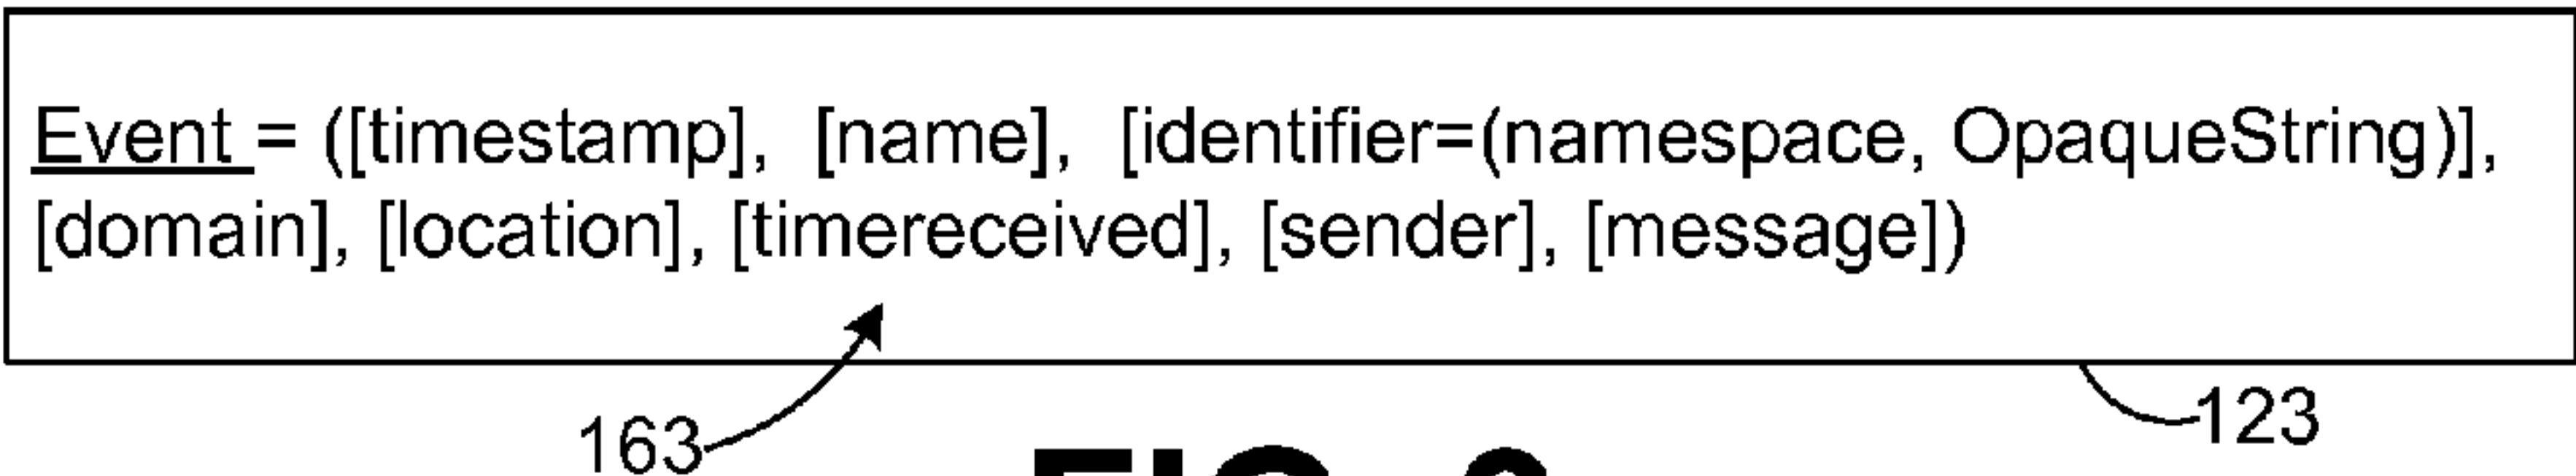 Event = ([timestamp], [name], [identifier=(namespace, OpaqueString)],
[domain], [location], [timereceived], [sender], [message])
163
123